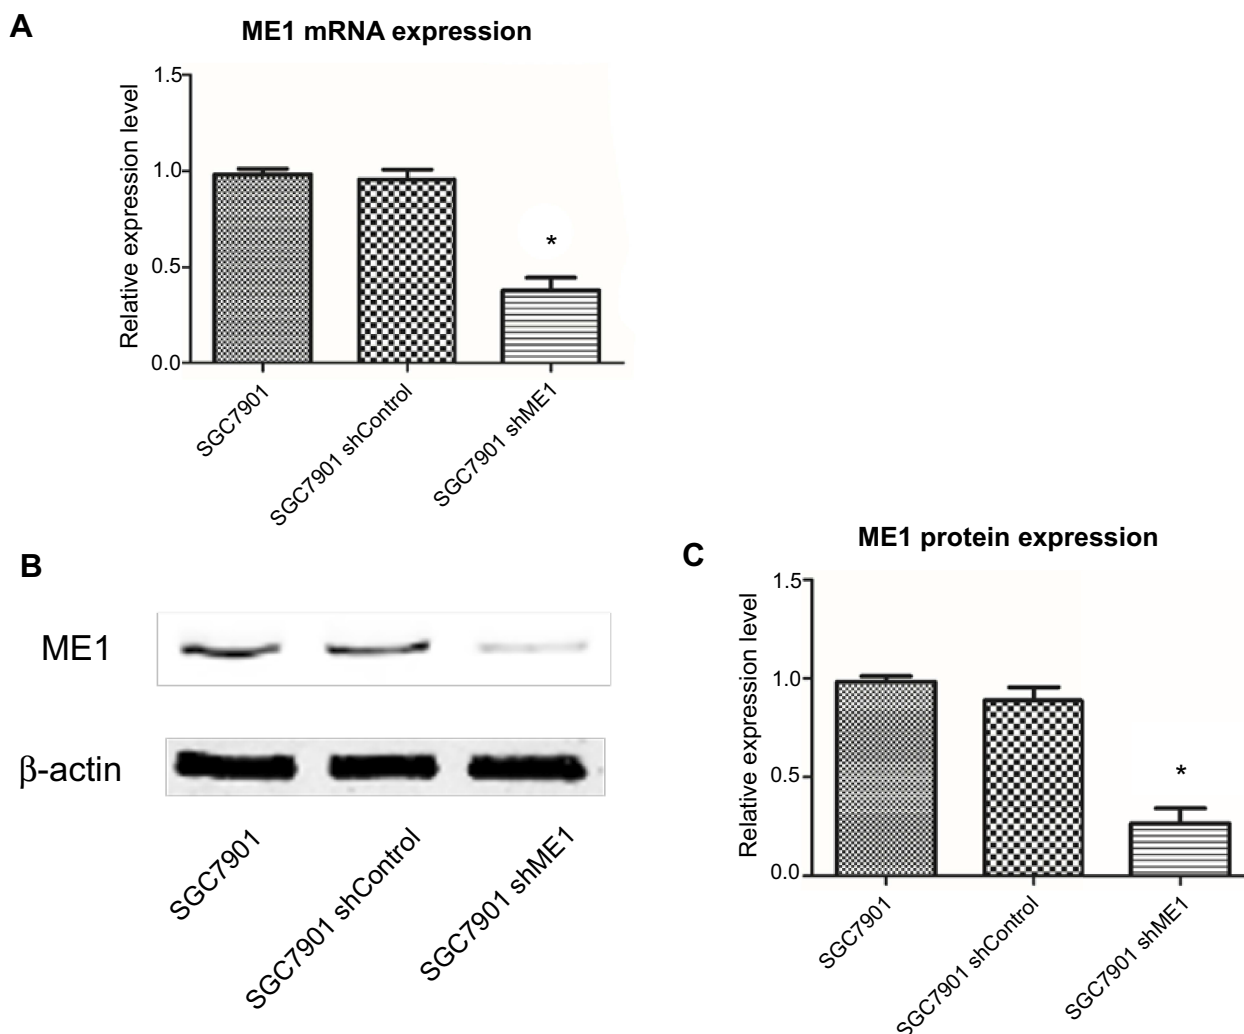 A
ME1 mRNA expression
Relative expression level
1.5
1.0
0.5
0.0
*
SGC7901
SGC7901 shControl
SGC7901 shME1
B
ME1
β-actin
SGC7901
SGC7901 shControl
SGC7901 shME1
C
ME1 protein expression
Relative expression level
1.5
1.0
0.5
0.0
*
SGC7901
SGC7901 shControl
SGC7901 shME1